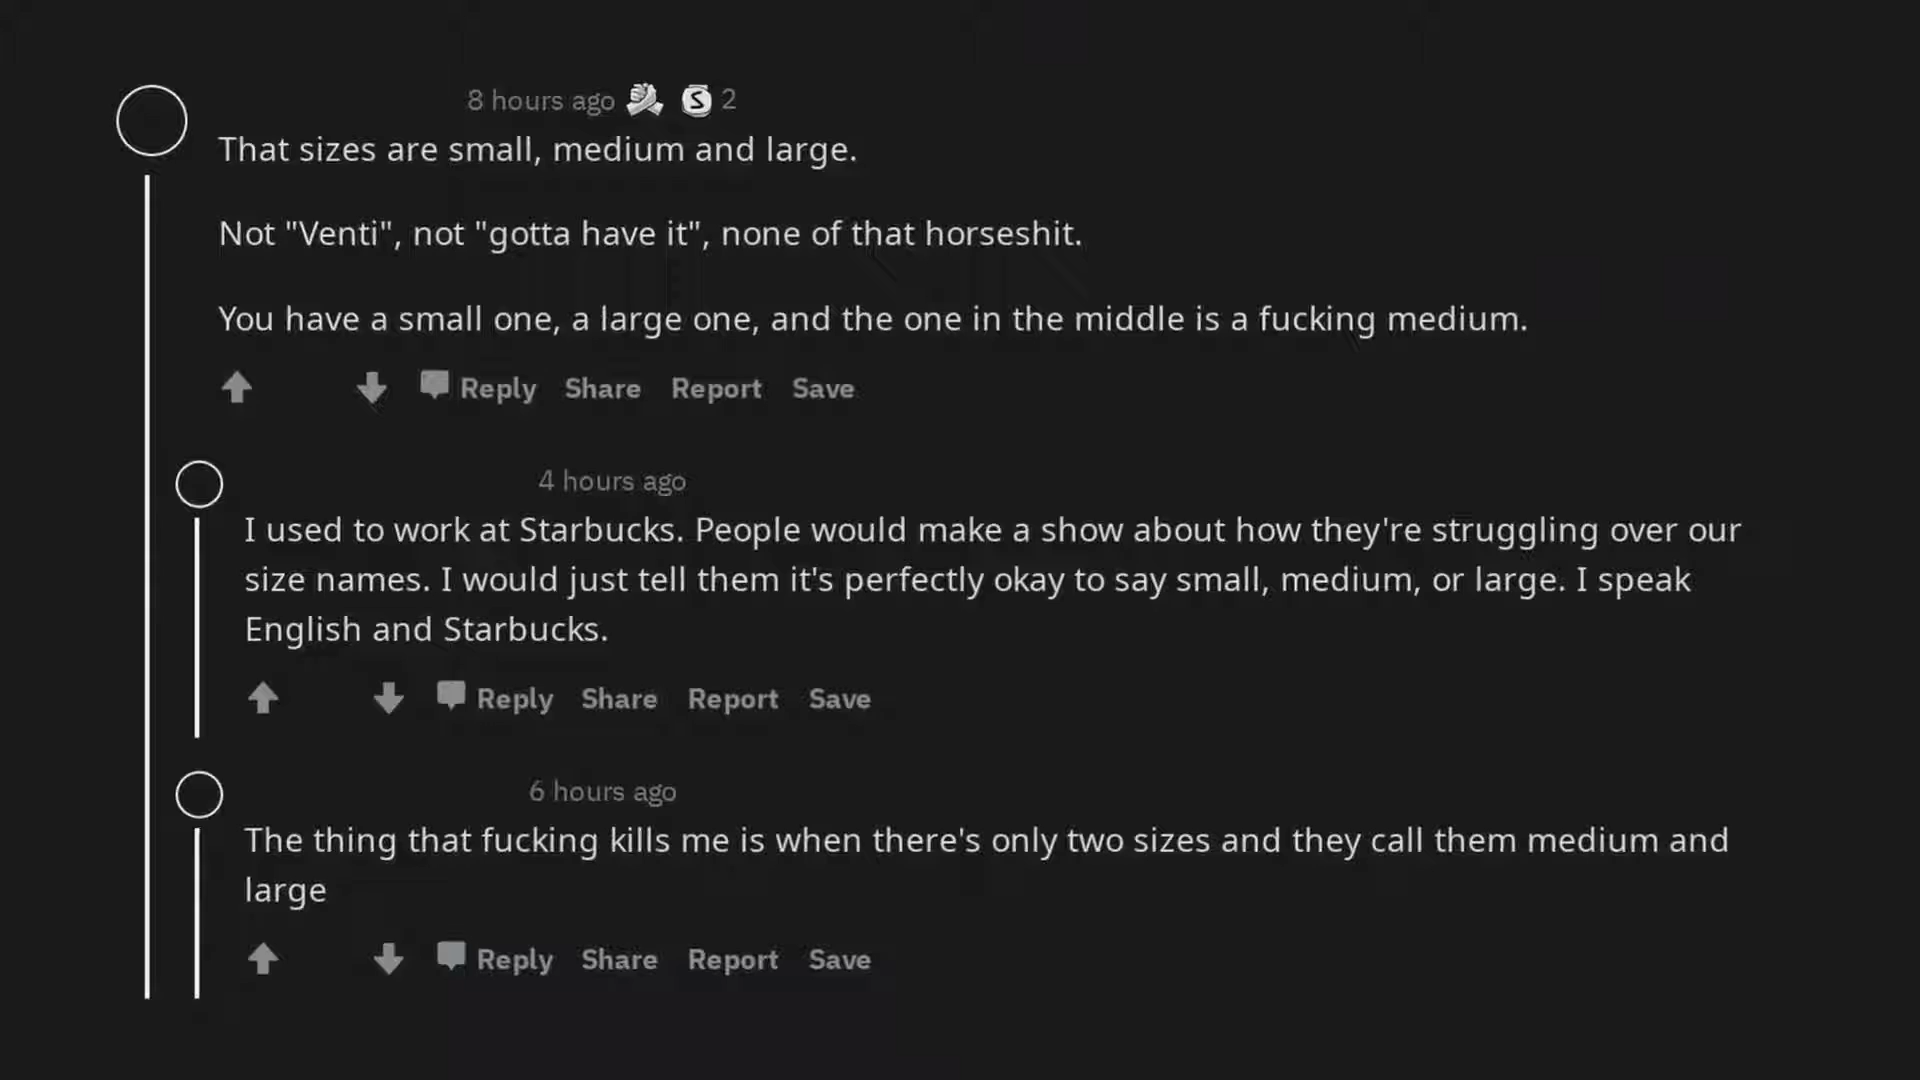 8 hours ago 2
That sizes are small, medium and large.
Not "Venti", not "gotta have it", none of that horseshit.
You have a small one, a large one, and the one in the middle is a fucking medium.
Reply Share Report Save
4 hours ago
I used to work at Starbucks. People would make a show about how they're struggling over our
size names. I would just tell them it's perfectly okay to say small, medium, or large. I speak
English and Starbucks.
Reply Share Report Save
6 hours ago
The thing that fucking kills me is when there's only two sizes and they call them medium and
large
Reply Share Report Save